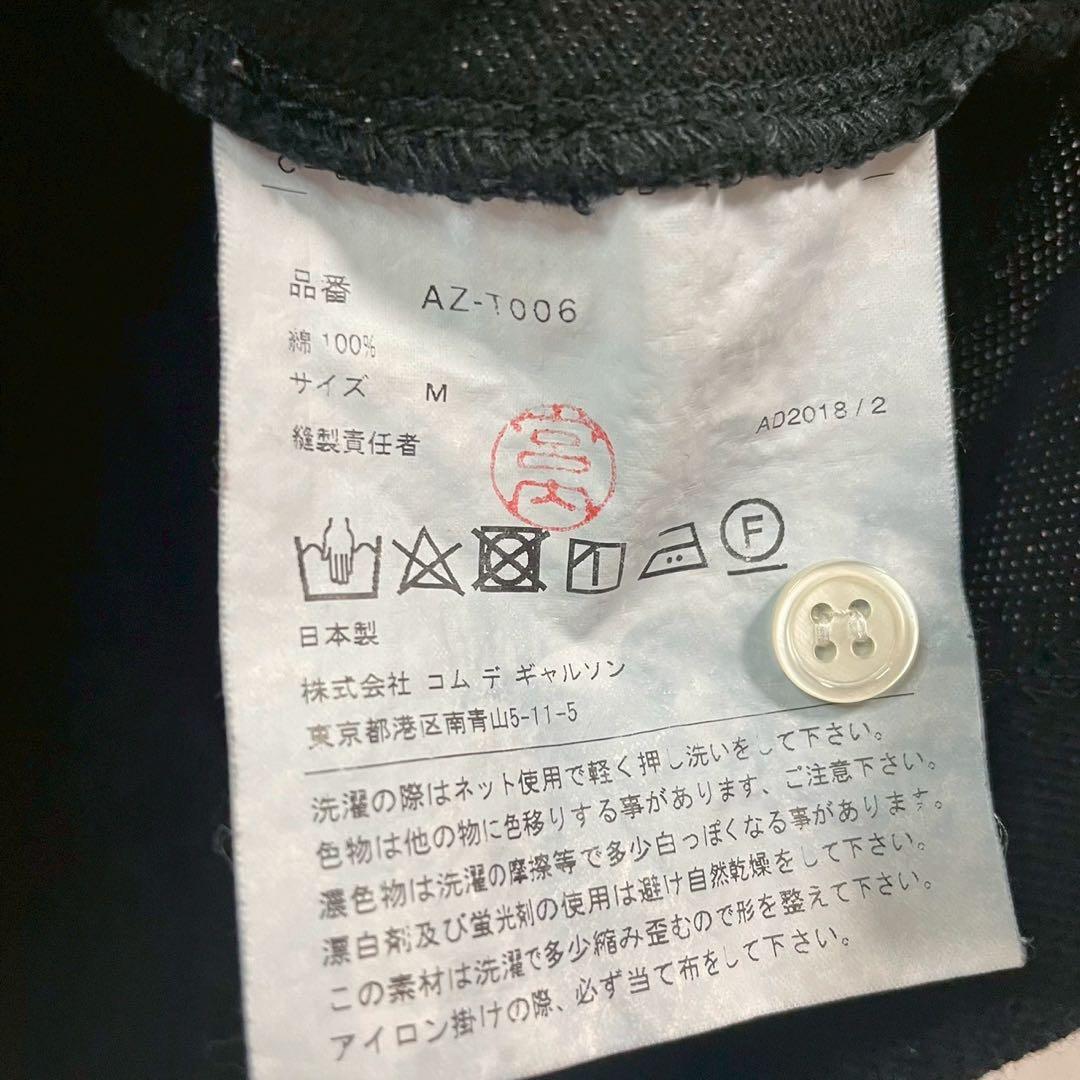 品番 AZ-T006
綿 100%
サイズ M
AD2018/2
縫製責任者 宮内
F
日本製
株式会社 コム デ ギャルソン
東京都港区南青山5-11-5
洗濯の際はネット使用で軽く押し洗いをして下さい。
色物は他の物に色移りする事があります、ご注意下さい。
濃色物は洗濯の摩擦等で多少白っぽくなる事があります。
漂白剤及び蛍光剤の使用は避け自然乾燥をして下さい。
この素材は洗濯で多少縮み歪むので形を整えて下さい。
アイロン掛けの際、必ず当て布をして下さい。